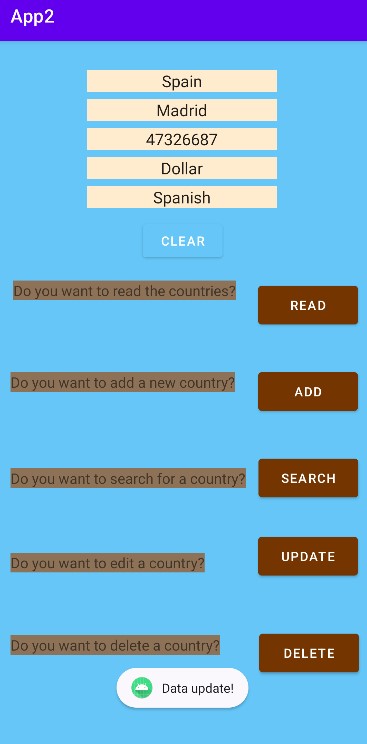 App2
Spain
Madrid
47326687
Dollar
Spanish
CLEAR
Do you want to read the countries?
READ
Do you want to add a new country?
ADD
Do you want to search for a country?
SEARCH
Do you want to edit a country?
UPDATE
Do you want to delete a country?
DELETE
Data update!